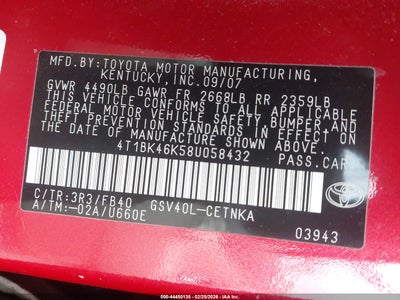 MFD.BY:TOYOTA MOTOR MANUFACTURING,
KENTUCKY,INC.09/07
GVWR 4490LB GAWR FR 2668LB RR 2359LB
THIS VEHICLE CONFORMS TO ALL APPLICABLE
FEDERAL MOTOR VEHICLE SAFETY,BUMPER,AND
THEFT PREVENTION STANDARDS IN EFFECT ON
THE DATE OF MANUFACTURE SHOWN ABOVE.
4T1BK46K58U058432 PASS.CAR
C/TR:3R3/FB40 GSV40L-CETNKA
A/TM:-02A/U660E
TOYOTA
03943
000-44450135 - 02/25/2026 - IAA Inc.